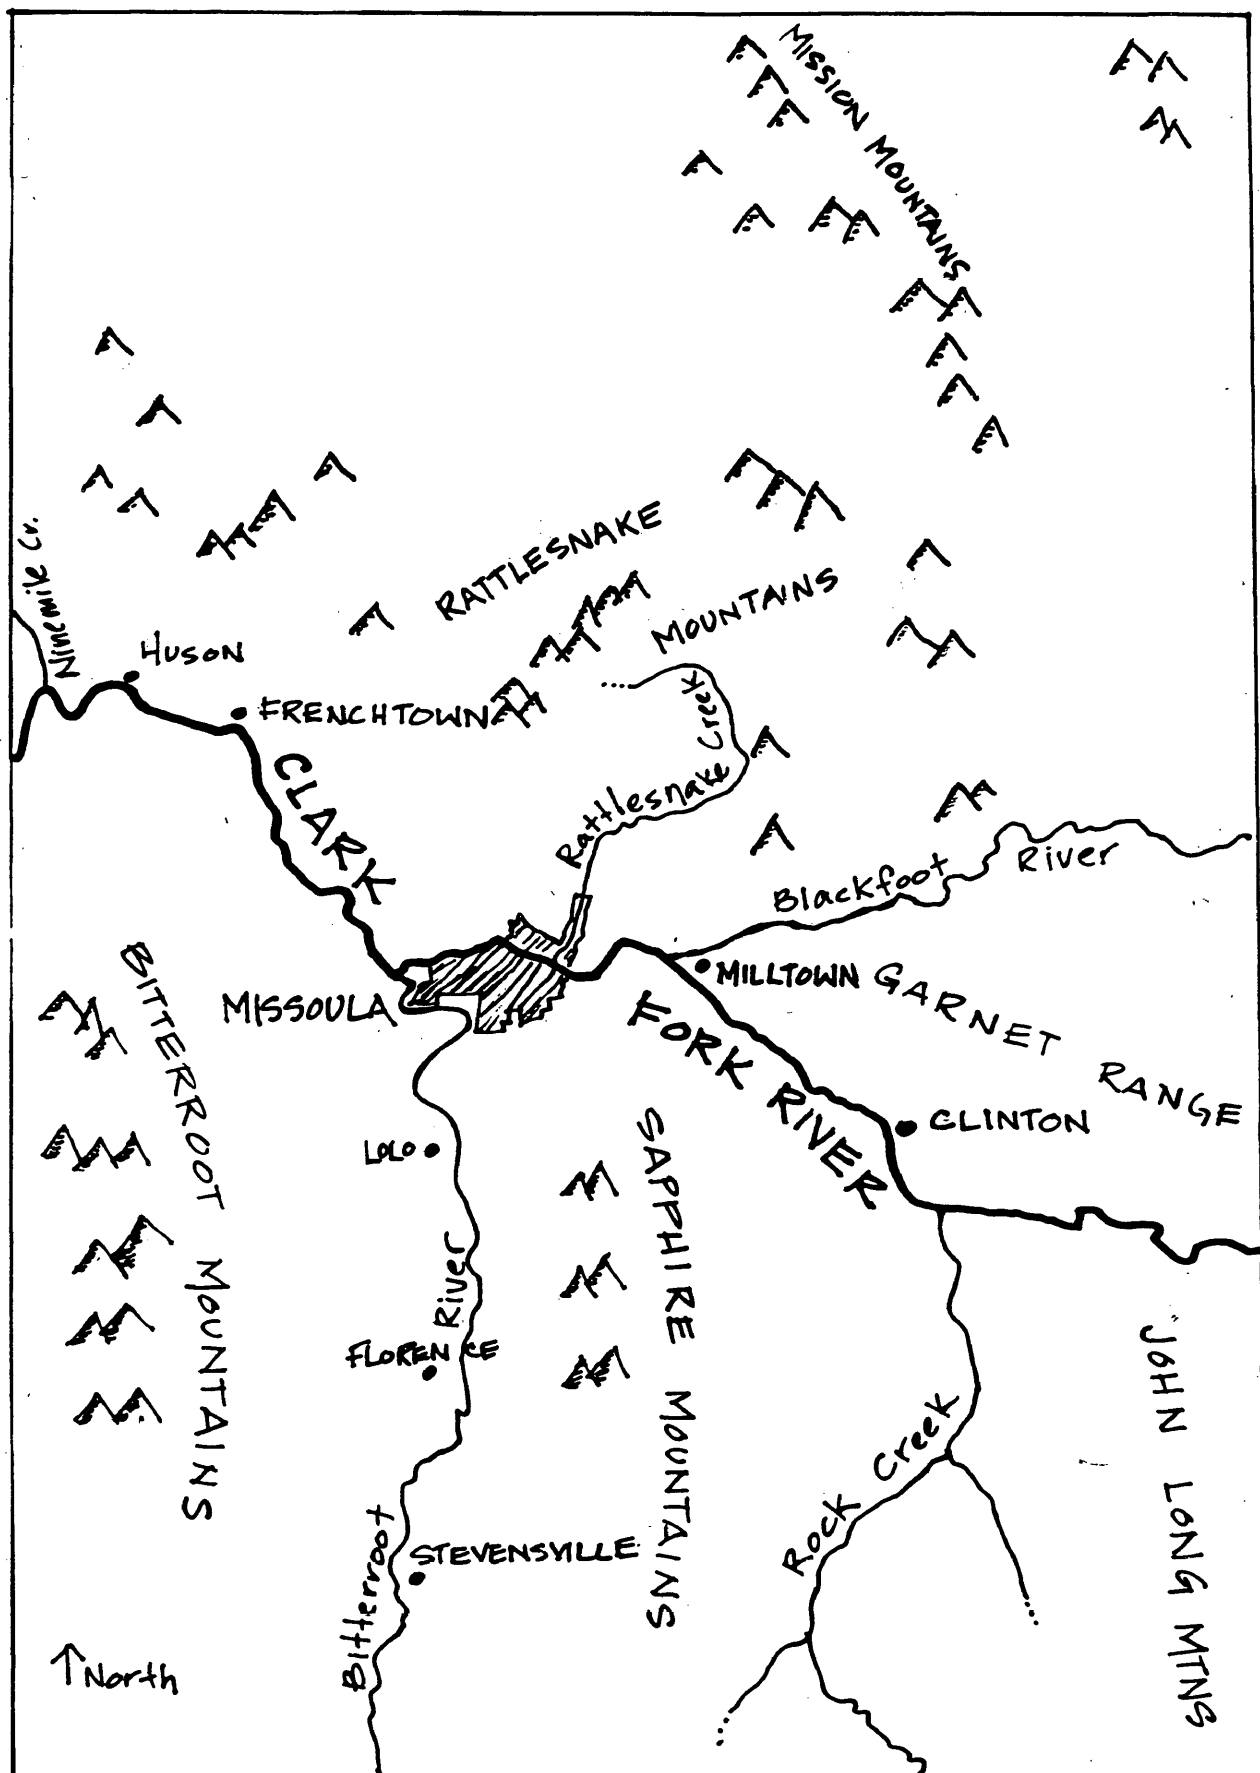 MISSION MOUNTAINS
RATTLESNAKE
MOUNTAINS
Ninemile Cr.
HUSON
FRENCHTOWN
Rattlesnake Creek
CLARK
FORK RIVER
Blackfoot River
MISSOULA
MILLTOWN
GARNET RANGE
CLINTON
BITTERROOT MOUNTAINS
LOLO
SAPPHIRE MOUNTAINS
FLORENCE
Bitterroot River
STEVENSVILLE
Rock Creek
JOHN LONG MTNS
↑North